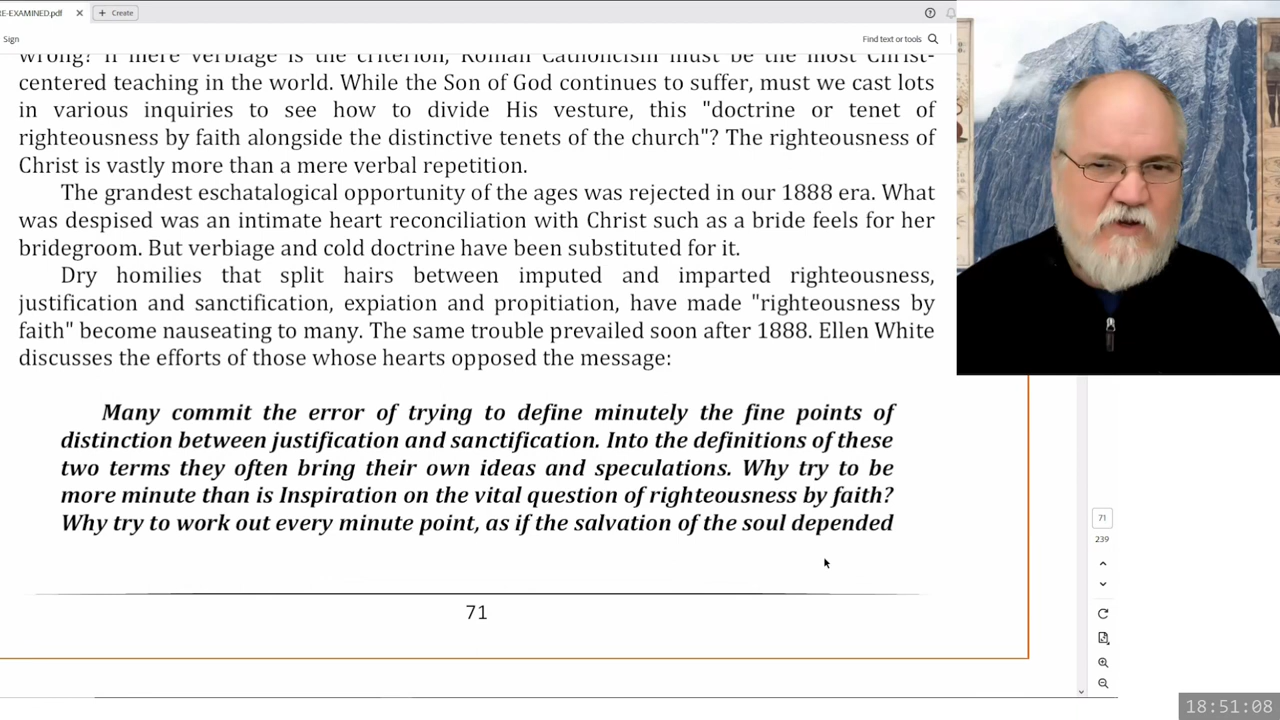 RE-EXAMINED.pdf
Create
Sign
Find text or tools
wrong? If mere verbiage is the criterion, Roman Catholicism must be the most Christ-
centered teaching in the world. While the Son of God continues to suffer, must we cast lots
in various inquiries to see how to divide His vesture, this "doctrine or tenet of
righteousness by faith alongside the distinctive tenets of the church"? The righteousness of
Christ is vastly more than a mere verbal repetition.
The grandest eschatalogical opportunity of the ages was rejected in our 1888 era. What
was despised was an intimate heart reconciliation with Christ such as a bride feels for her
bridegroom. But verbiage and cold doctrine have been substituted for it.
Dry homilies that split hairs between imputed and imparted righteousness,
justification and sanctification, expiation and propitiation, have made "righteousness by
faith" become nauseating to many. The same trouble prevailed soon after 1888. Ellen White
discusses the efforts of those whose hearts opposed the message:
Many commit the error of trying to define minutely the fine points of
distinction between justification and sanctification. Into the definitions of these
two terms they often bring their own ideas and speculations. Why try to be
more minute than is Inspiration on the vital question of righteousness by faith?
Why try to work out every minute point, as if the salvation of the soul depended
71
71
239
18:51:08